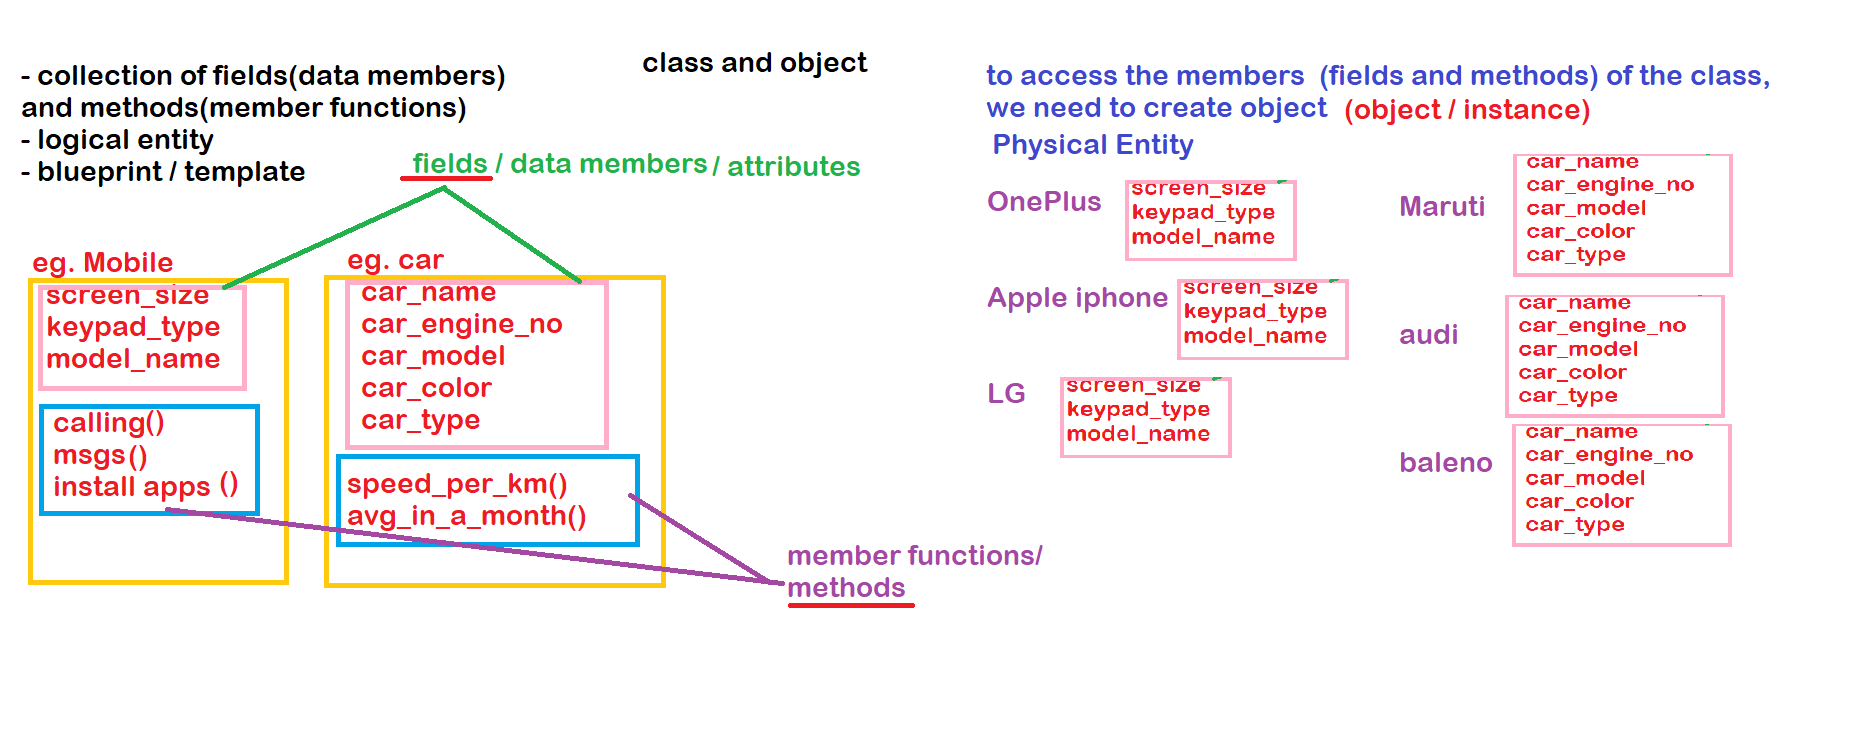 class and object
- collection of fields(data members)
and methods(member functions)
- logical entity
- blueprint / template
fields / data members / attributes
eg. Mobile
screen_size
keypad_type
model_name
calling()
msgs()
install apps ()
eg. car
car_name
car_engine_no
car_model
car_color
car_type
speed_per_km()
avg_in_a_month()
member functions/
methods
to access the members (fields and methods) of the class,
we need to create object (object / instance)
Physical Entity
OnePlus
screen_size
keypad_type
model_name
Apple iphone
screen_size
keypad_type
model_name
LG
screen_size
keypad_type
model_name
Maruti
car_name
car_engine_no
car_model
car_color
car_type
audi
car_name
car_engine_no
car_model
car_color
car_type
baleno
car_name
car_engine_no
car_model
car_color
car_type